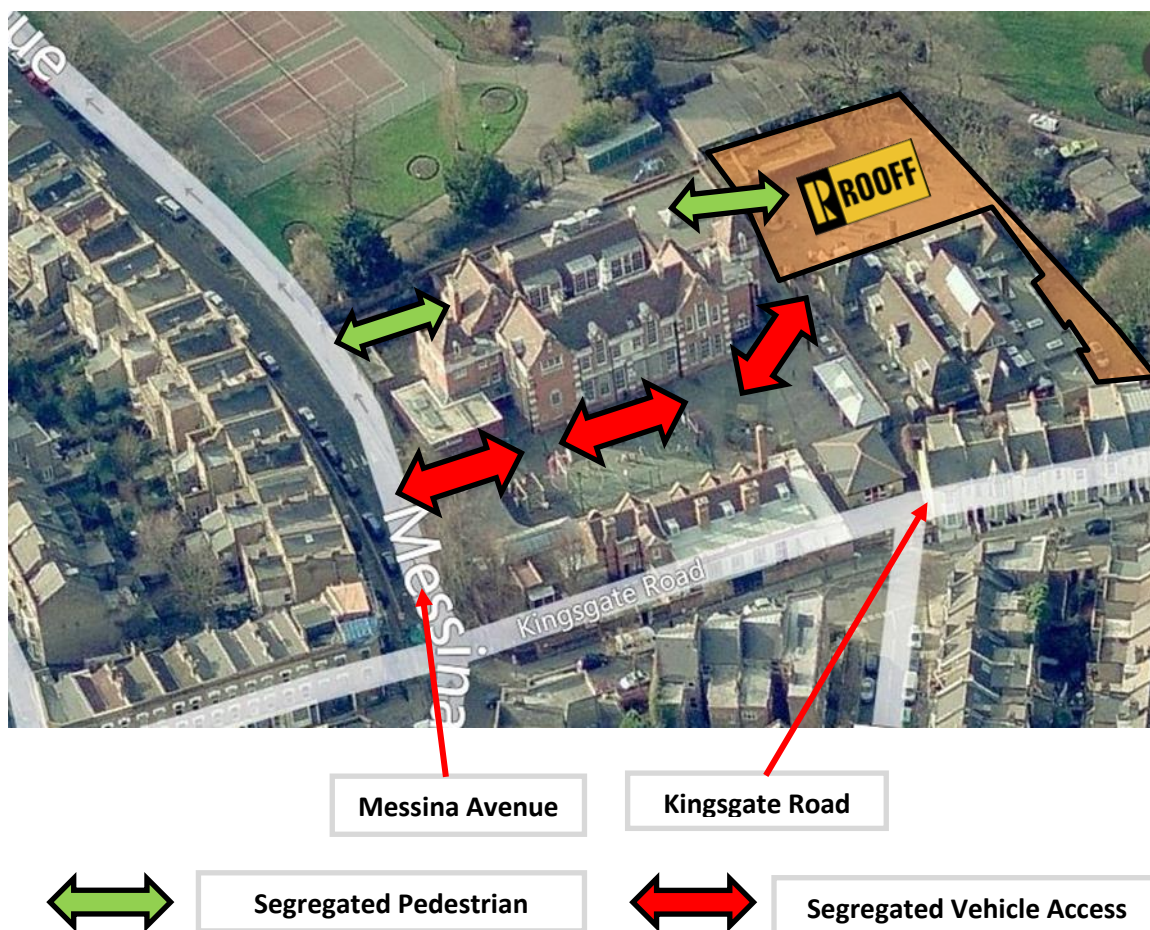 ue
ROOFF
Messina
Kingsgate Road
Messina Avenue
Kingsgate Road
Segregated Pedestrian
Segregated Vehicle Access